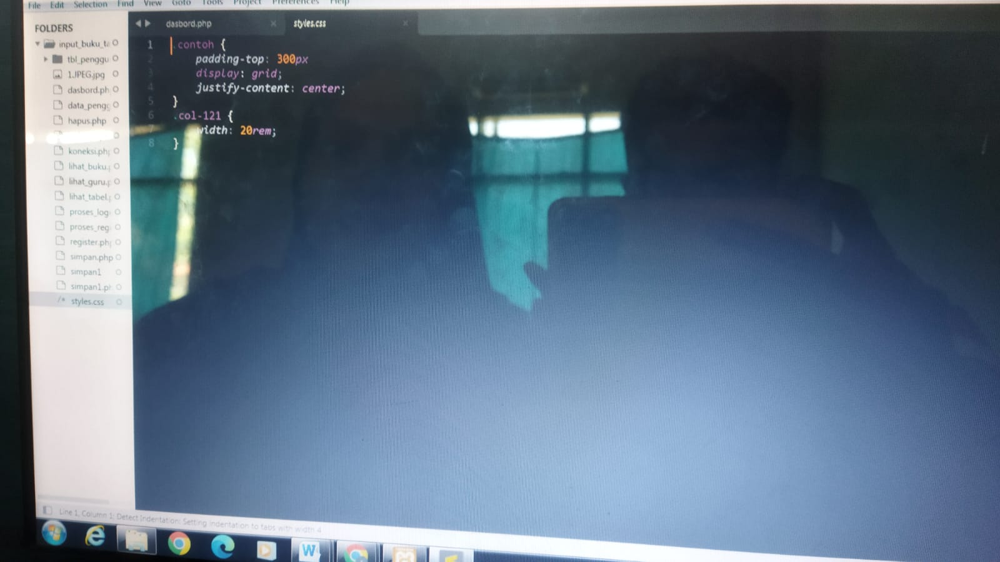 File Edit Selection Find View Goto Tools Project Preferences Help
FOLDERS
dasbord.php
styles.css
input_buku_ta
tbl_penggu
1.JPEG.jpg
dasbord.ph
data_pengg
hapus.php
koneksi.ph
lihat_buku.
lihat_guru.p
lihat_tabel.
proses_log
proses_reg
register.ph
simpan.php
simpan1
simpan1.ph
/* styles.css
1 .contoh {
2 padding-top: 300px
3 display: grid;
4 justify-content: center;
5 }
6 .col-121 {
7 width: 20rem;
8 }
Line 1, Column 1; Detect Indentation: Setting indentation to tabs with width 4
W